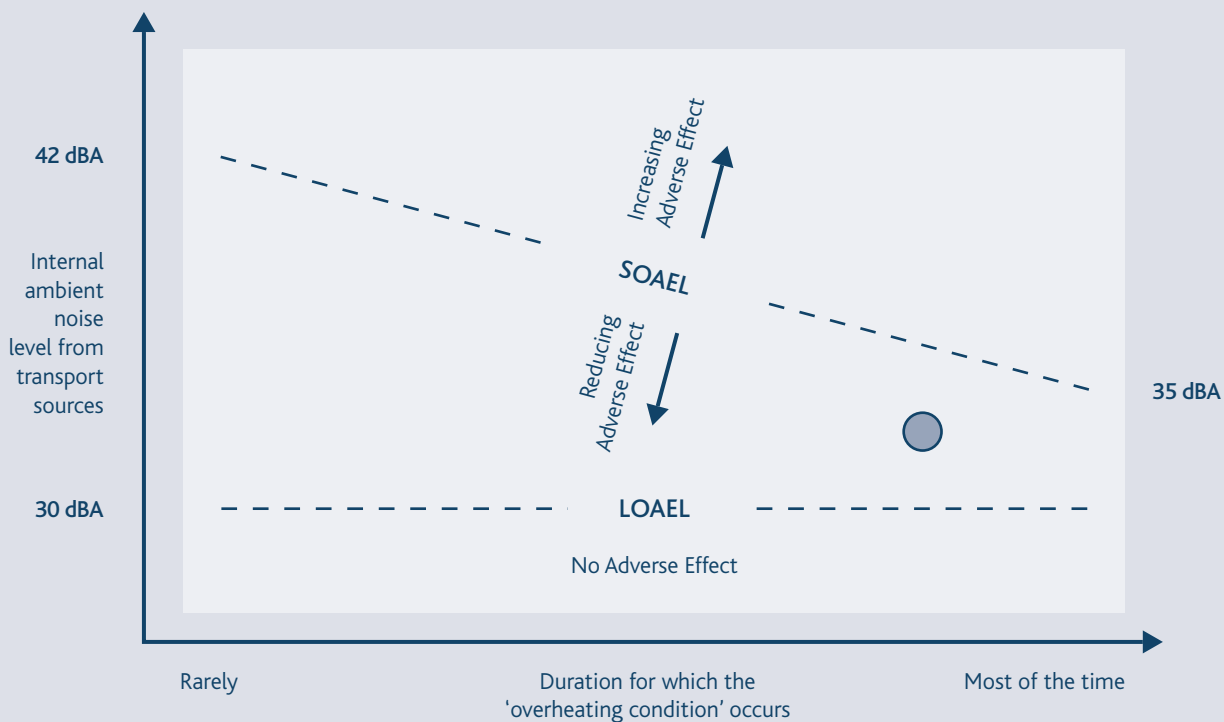 42 dBA
Internal
ambient
noise
level from
transport
sources
30 dBA
Increasing
Adverse Effect
SOAEL
Reducing
Adverse Effect
35 dBA
LOAEL
No Adverse Effect
Rarely
Duration for which the
‘overheating condition’ occurs
Most of the time